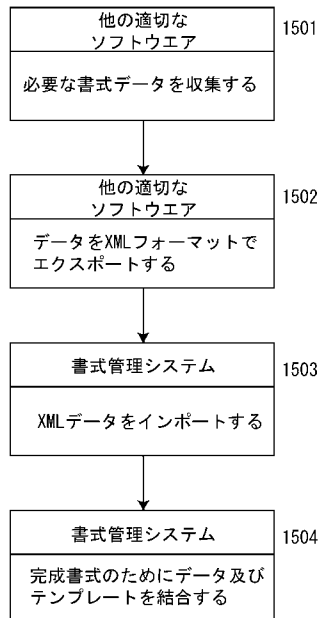 他の適切な
ソフトウエア
1501
必要な書式データを収集する
他の適切な
ソフトウエア
1502
データをXMLフォーマットで
エクスポートする
書式管理システム
1503
XMLデータをインポートする
書式管理システム
1504
完成書式のためにデータ及び
テンプレートを結合する